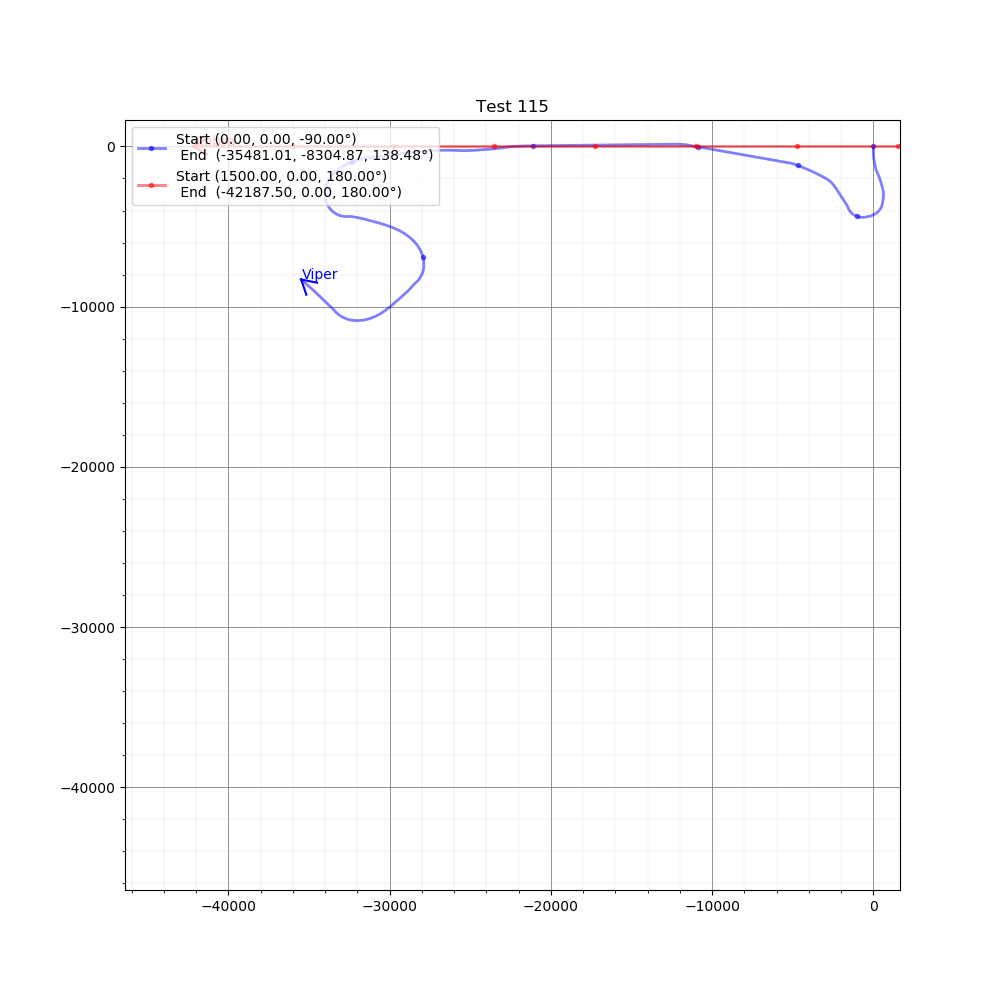 Test 115
Start (0.00, 0.00, -90.00°)
End (-35481.01, -8304.87, 138.48°)
Start (1500.00, 0.00, 180.00°)
End (-42187.50, 0.00, 180.00°)
Viper
0
−10000
−20000
−30000
−40000
−40000 −30000 −20000 −10000 0